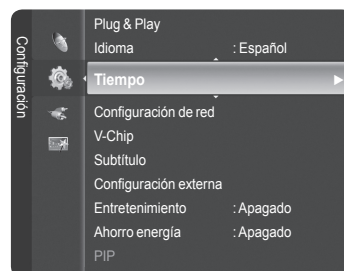 Configuración
Plug & Play
Idioma : Español
Tiempo
Configuración de red
V-Chip
Subtítulo
Configuración externa
Entretenimiento : Apagado
Ahorro energía : Apagado
PIP